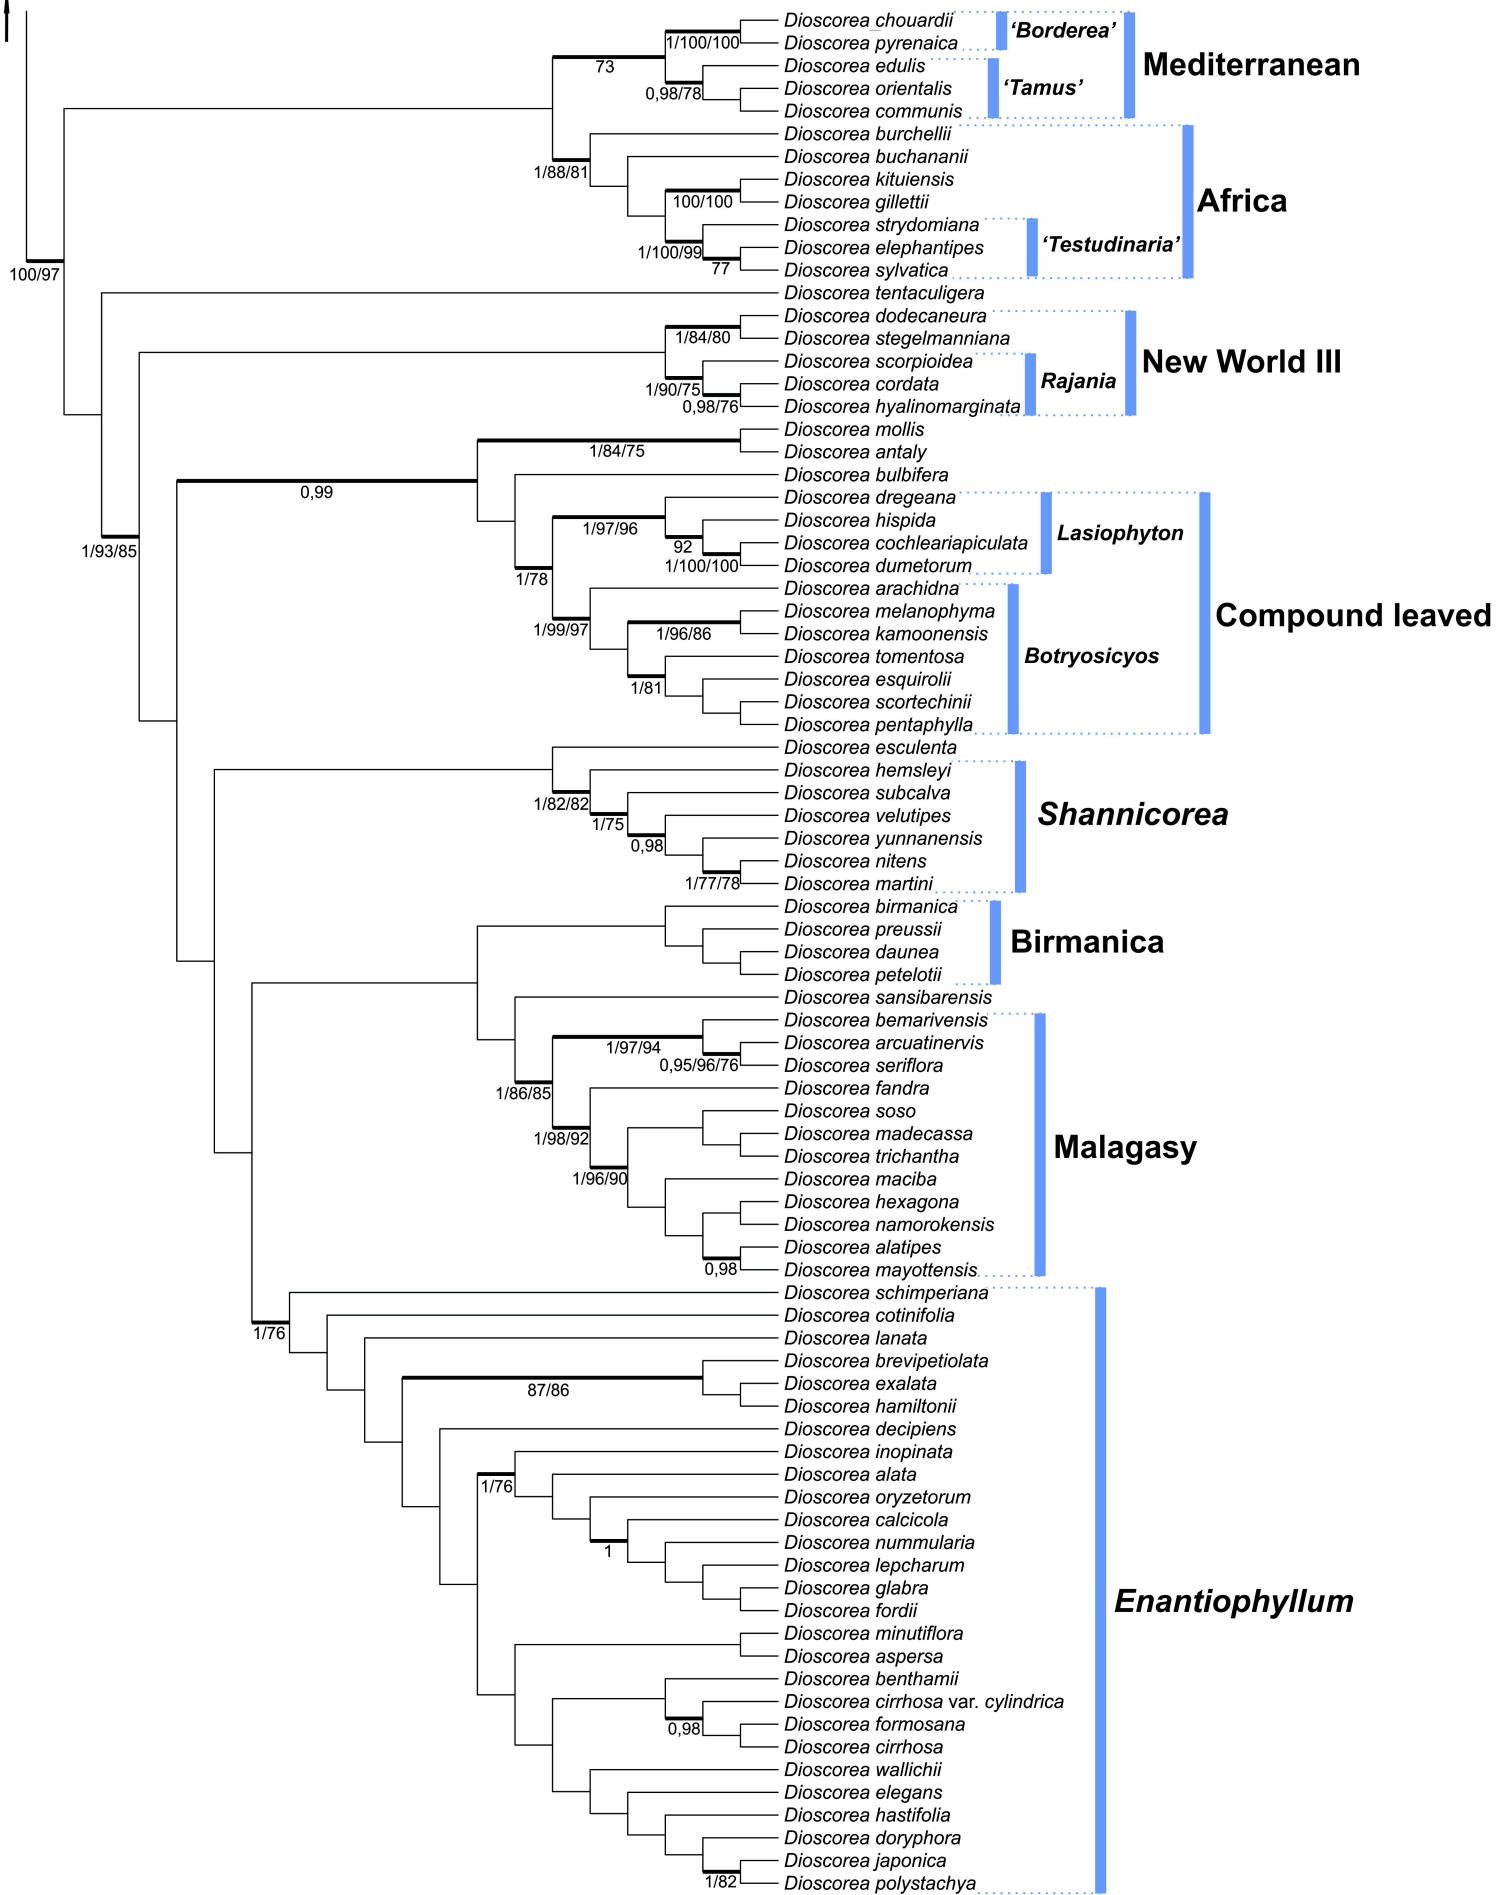 Dioscorea chouardii
‘Borderea’
1/100/100
Dioscorea pyrenaica
Mediterranean
73
Dioscorea edulis
0,98/78
Dioscorea orientalis
‘Tamus’
Dioscorea communis
Dioscorea burchellii
1/88/81
Dioscorea buchananii
Dioscorea kituiensis
100/100
Dioscorea gillettii
Africa
Dioscorea strydomiana
1/100/99
Dioscorea elephantipes
‘Testudinaria’
77
Dioscorea sylvatica
100/97
Dioscorea tentaculigera
Dioscorea dodecaneura
1/84/80
Dioscorea stegelmanniana
New World III
Dioscorea scorpioidea
1/90/75
Dioscorea cordata
Rajania
0,98/76
Dioscorea hyalinomarginata
Dioscorea mollis
1/84/75
Dioscorea antaly
Dioscorea bulbifera
0,99
Dioscorea dregeana
1/97/96
Dioscorea hispida
Lasiophyton
92
Dioscorea cochleariapiculata
1/93/85
1/100/100
Dioscorea dumetorum
1/78
Dioscorea arachidna
Dioscorea melanophyma
Compound leaved
1/99/97
1/96/86
Dioscorea kamoonensis
Dioscorea tomentosa
Botryosicyos
1/81
Dioscorea esquirolii
Dioscorea scortechinii
Dioscorea pentaphylla
Dioscorea esculenta
Dioscorea hemsleyi
1/82/82
Dioscorea subcalva
1/75
Dioscorea velutipes
Shannicorea
0,98
Dioscorea yunnanensis
Dioscorea nitens
1/77/78
Dioscorea martini
Dioscorea birmanica
Dioscorea preussii
Birmanica
Dioscorea daunea
Dioscorea petelotii
Dioscorea sansibarensis
Dioscorea bemarivensis
1/97/94
Dioscorea arcuatinervis
0,95/96/76
Dioscorea seriflora
1/86/85
Dioscorea fandra
Dioscorea soso
1/98/92
Dioscorea madecassa
Malagasy
Dioscorea trichantha
1/96/90
Dioscorea maciba
Dioscorea hexagona
Dioscorea namorokensis
Dioscorea alatipes
0,98
Dioscorea mayottensis
Dioscorea schimperiana
Dioscorea cotinifolia
1/76
Dioscorea lanata
Dioscorea brevipetiolata
87/86
Dioscorea exalata
Dioscorea hamiltonii
Dioscorea decipiens
Dioscorea inopinata
1/76
Dioscorea alata
Dioscorea oryzetorum
Dioscorea calcicola
1
Dioscorea nummularia
Dioscorea lepcharum
Dioscorea glabra
Enantiophyllum
Dioscorea fordii
Dioscorea minutiflora
Dioscorea aspersa
Dioscorea benthamii
Dioscorea cirrhosa var. cylindrica
0,98
Dioscorea formosana
Dioscorea cirrhosa
Dioscorea wallichii
Dioscorea elegans
Dioscorea hastifolia
Dioscorea doryphora
Dioscorea japonica
1/82
Dioscorea polystachya